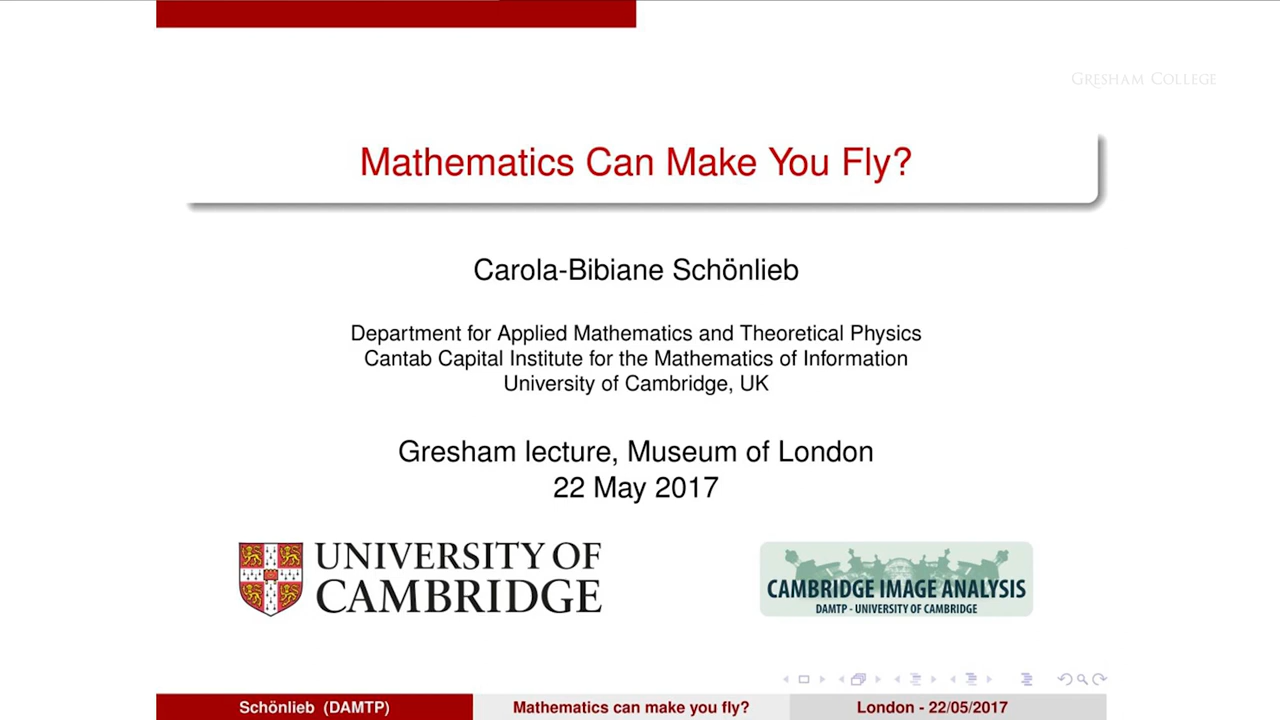 GRESHAM COLLEGE
Mathematics Can Make You Fly?
Carola-Bibiane Schönlieb
Department for Applied Mathematics and Theoretical Physics
Cantab Capital Institute for the Mathematics of Information
University of Cambridge, UK
Gresham lecture, Museum of London
22 May 2017
UNIVERSITY OF
CAMBRIDGE
CAMBRIDGE IMAGE ANALYSIS
DAMTP - UNIVERSITY OF CAMBRIDGE
Schönlieb (DAMTP) Mathematics can make you fly? London - 22/05/2017